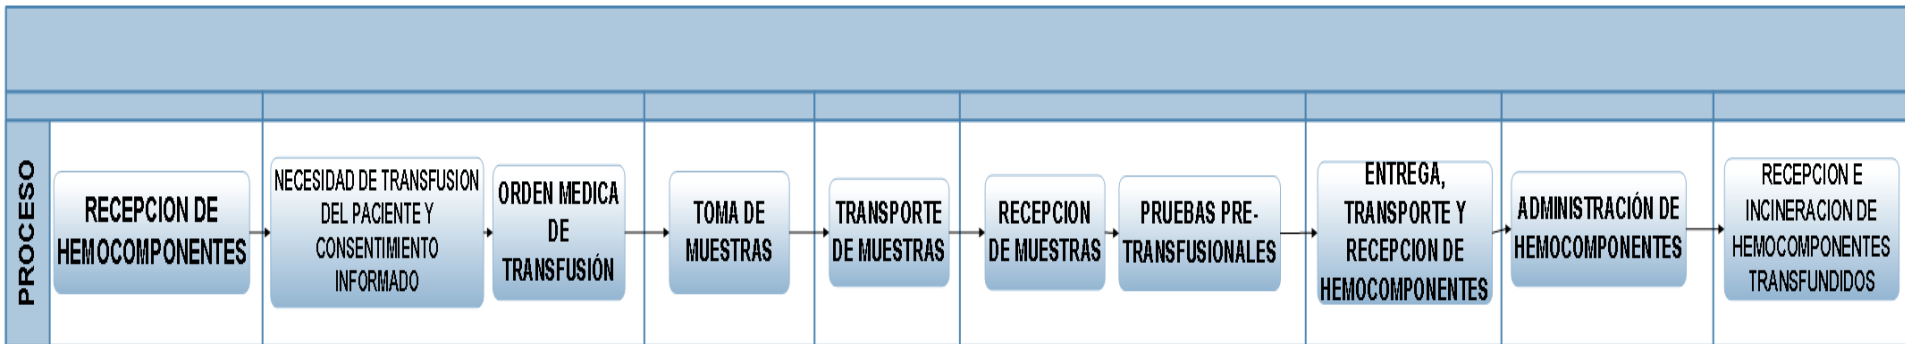 PROCESO
RECEPCION DE
HEMOCOMPONENTES
NECESIDAD DE TRANSFUSION
DEL PACIENTE Y
CONSENTIMIENTO
INFORMADO
ORDEN MEDICA
DE
TRANSFUSIÓN
TOMA DE
MUESTRAS
TRANSPORTE
DE MUESTRAS
RECEPCION
DE MUESTRAS
PRUEBAS PRE-
TRANSFUSIONALES
ENTREGA,
TRANSPORTE Y
RECEPCION DE
HEMOCOMPONENTES
ADMINISTRACIÓN DE
HEMOCOMPONENTES
RECEPCION E
INCINERACION DE
HEMOCOMPONENTES
TRANSFUNDIDOS